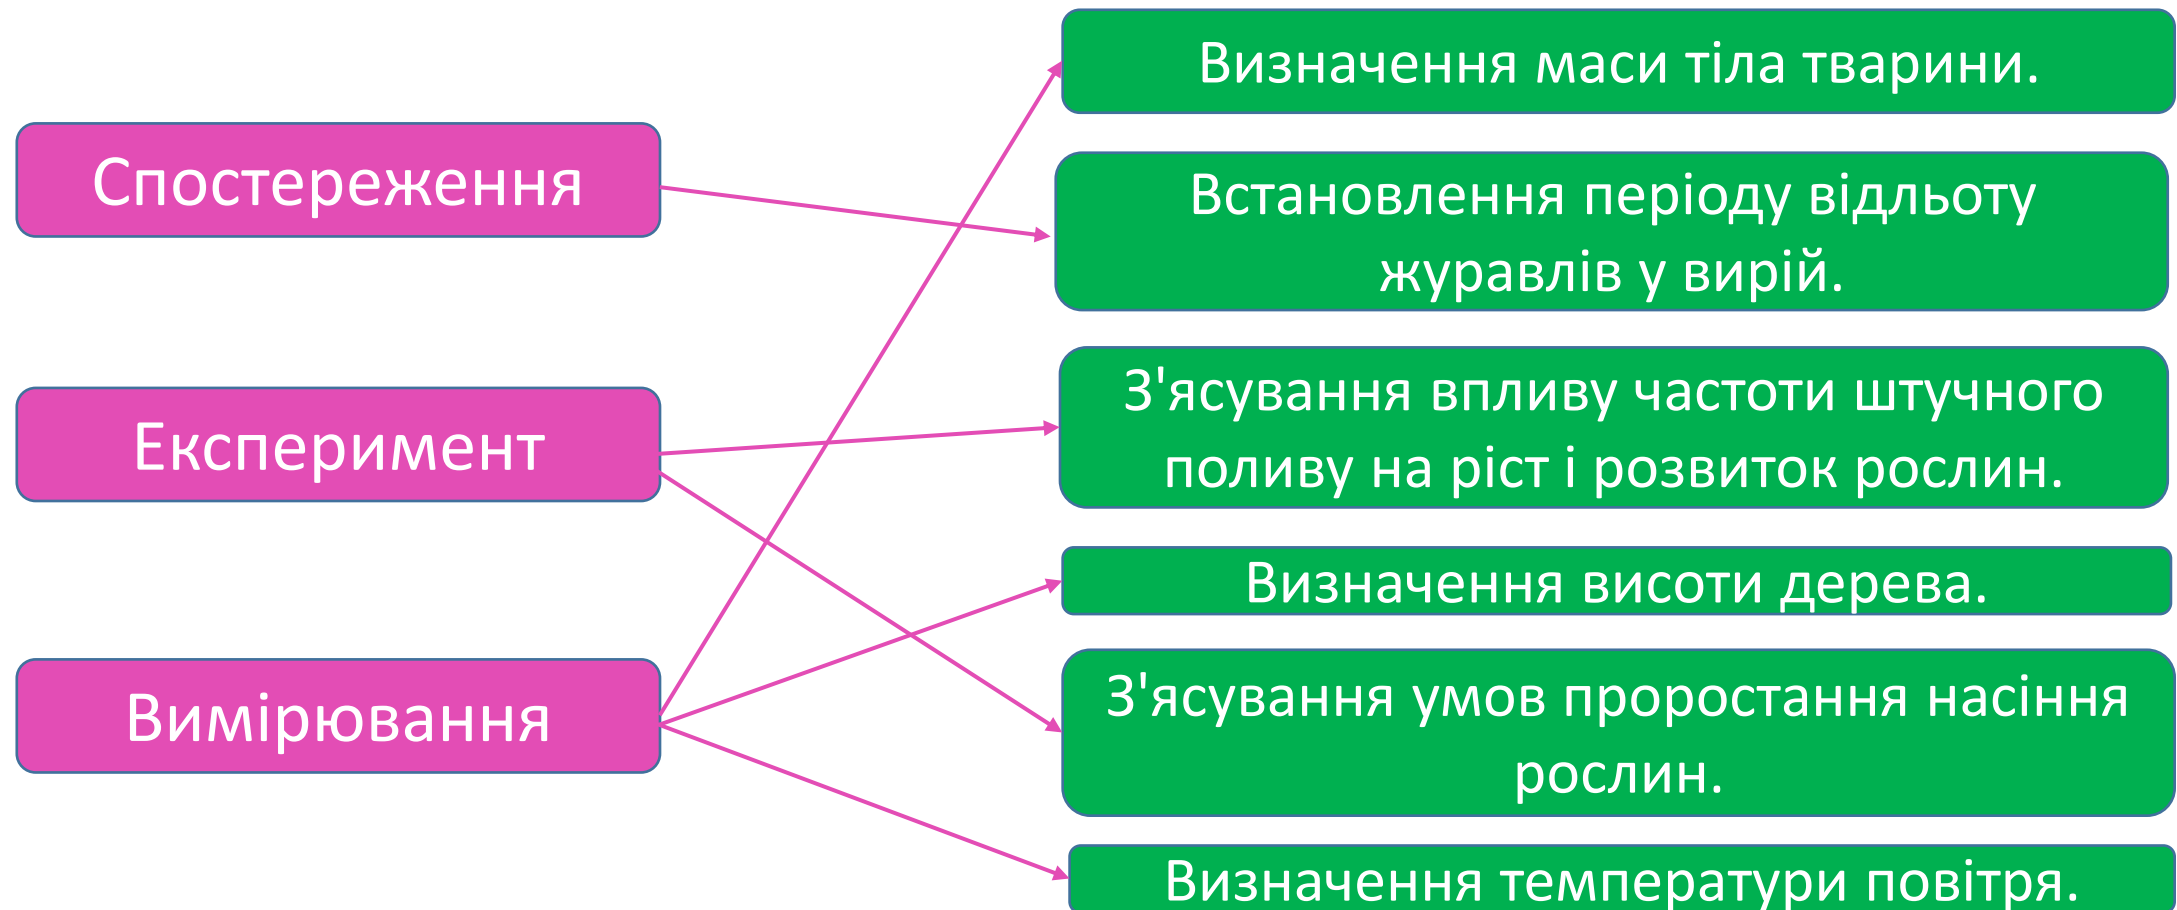 Спостереження
Експеримент
Вимірювання
Визначення маси тіла тварини.
Встановлення періоду відльоту
журавлів у вирій.
З'ясування впливу частоти штучного
поливу на ріст і розвиток рослин.
Визначення висоти дерева.
З'ясування умов проростання насіння
рослин.
Визначення температури повітря.